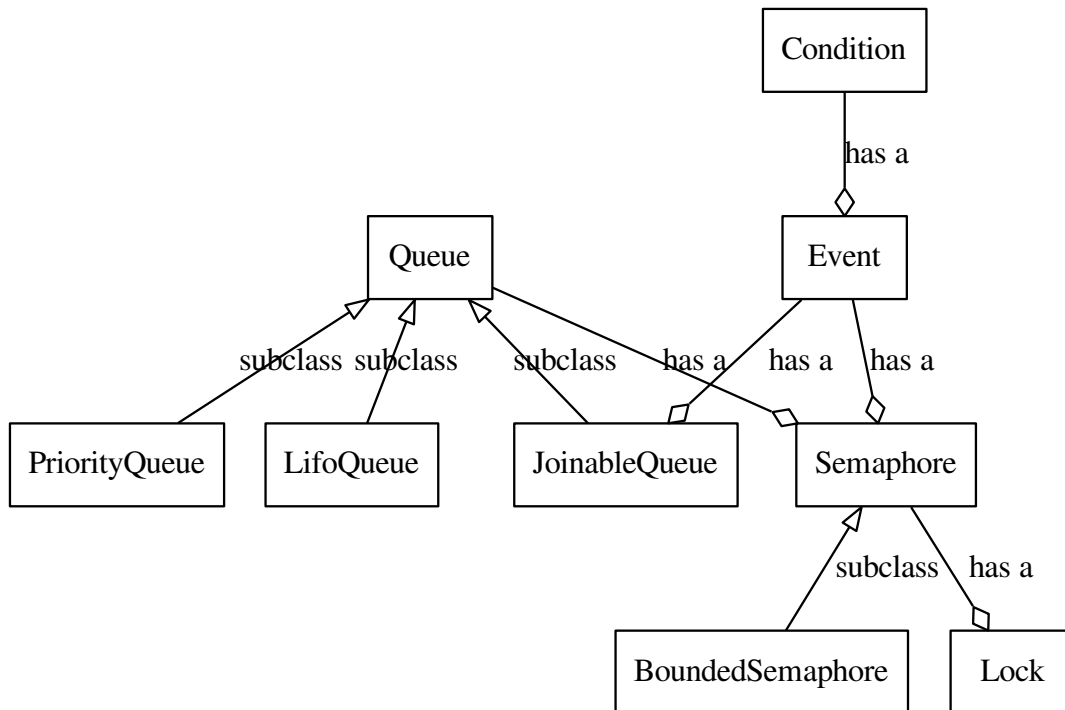 Condition
has a
Queue
Event
subclass
subclass
subclass
has a
has a
has a
PriorityQueue
LifoQueue
JoinableQueue
Semaphore
subclass
has a
BoundedSemaphore
Lock